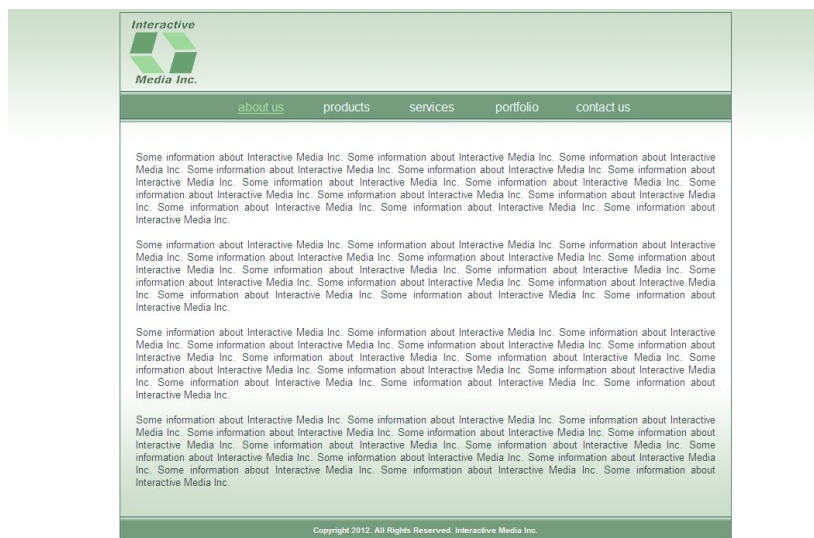 Interactive
Media Inc.
about us products services portfolio contact us
Some information about Interactive Media Inc. Some information about Interactive Media Inc. Some information about Interactive
Media Inc. Some information about Interactive Media Inc. Some information about Interactive Media Inc. Some information about
Interactive Media Inc. Some information about Interactive Media Inc. Some information about Interactive Media Inc. Some
information about Interactive Media Inc. Some information about Interactive Media Inc. Some information about Interactive Media
Inc. Some information about Interactive Media Inc. Some information about Interactive Media Inc. Some information about
Interactive Media Inc.
Some information about Interactive Media Inc. Some information about Interactive Media Inc. Some information about Interactive
Media Inc. Some information about Interactive Media Inc. Some information about Interactive Media Inc. Some information about
Interactive Media Inc. Some information about Interactive Media Inc. Some information about Interactive Media Inc. Some
information about Interactive Media Inc. Some information about Interactive Media Inc. Some information about Interactive Media
Inc. Some information about Interactive Media Inc. Some information about Interactive Media Inc. Some information about
Interactive Media Inc.
Some information about Interactive Media Inc. Some information about Interactive Media Inc. Some information about Interactive
Media Inc. Some information about Interactive Media Inc. Some information about Interactive Media Inc. Some information about
Interactive Media Inc. Some information about Interactive Media Inc. Some information about Interactive Media Inc. Some
information about Interactive Media Inc. Some information about Interactive Media Inc. Some information about Interactive Media
Inc. Some information about Interactive Media Inc. Some information about Interactive Media Inc. Some information about
Interactive Media Inc.
Some information about Interactive Media Inc. Some information about Interactive Media Inc. Some information about Interactive
Media Inc. Some information about Interactive Media Inc. Some information about Interactive Media Inc. Some information about
Interactive Media Inc. Some information about Interactive Media Inc. Some information about Interactive Media Inc. Some
information about Interactive Media Inc. Some information about Interactive Media Inc. Some information about Interactive Media
Inc. Some information about Interactive Media Inc. Some information about Interactive Media Inc. Some information about
Interactive Media Inc.
Copyright 2012. All Rights Reserved. Interactive Media Inc.